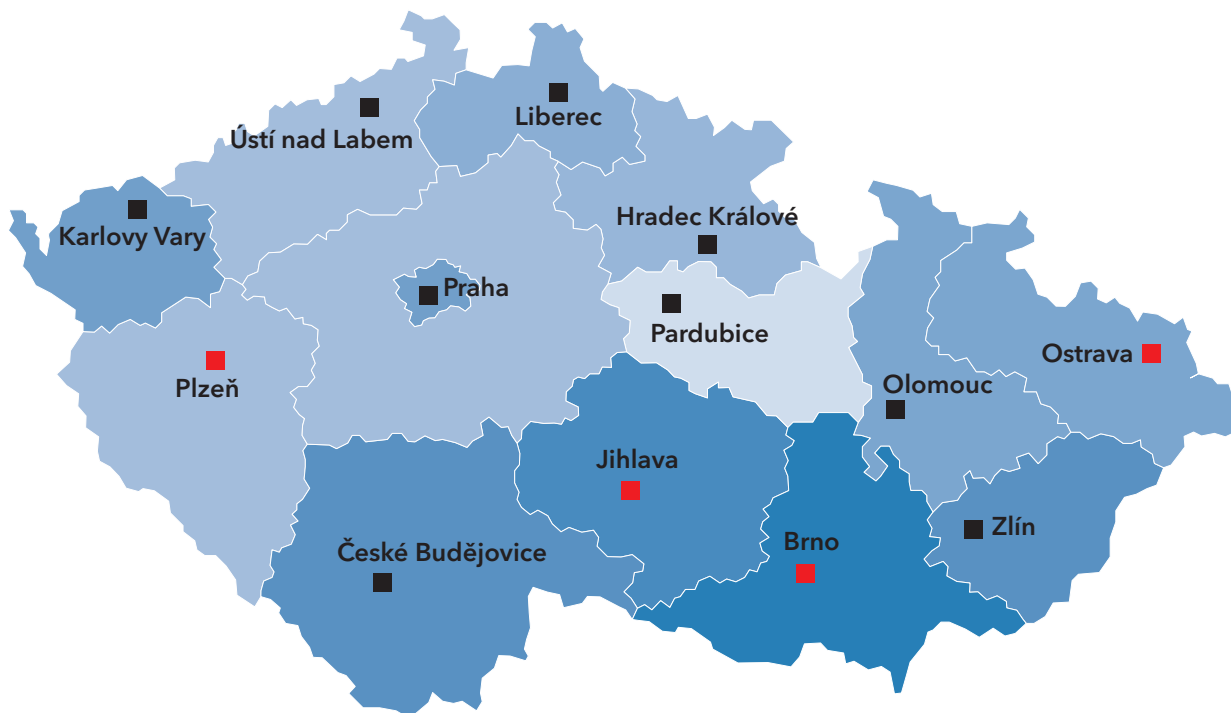 Liberec
Ústí nad Labem
Hradec Králové
Karlovy Vary
Praha
Pardubice
Ostrava
Plzeň
Olomouc
Jihlava
Zlín
Brno
České Budějovice